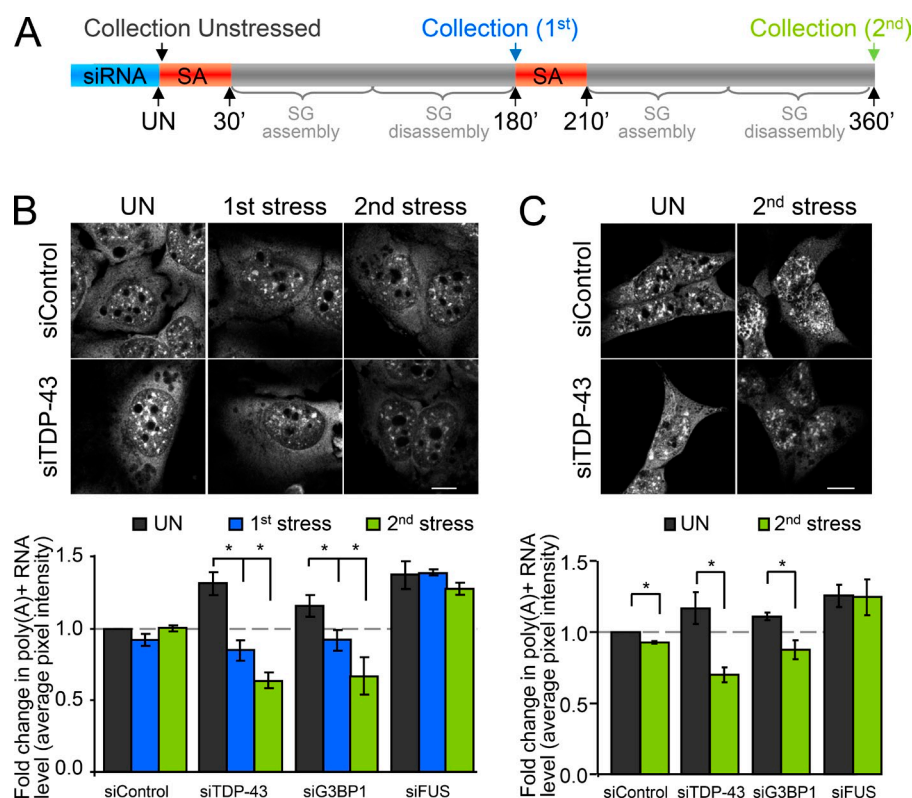 A
Collection Unstressed
Collection (1st)
Collection (2nd)
siRNA
SA
SA
UN
30'
SG
assembly
SG
disassembly
180'
210'
SG
assembly
SG
disassembly
360'
B
UN
1st stress
2nd stress
siControl
siTDP-43
UN
1st stress
2nd stress
Fold change in poly(A)+ RNA
level (average pixel intensity)
1.5
1.0
0.5
0.0
* * * *
siControl
siTDP-43
siG3BP1
siFUS
C
UN
2nd stress
siControl
siTDP-43
UN
2nd stress
Fold change in poly(A)+ RNA
level (average pixel intensity)
1.5
1.0
0.5
0.0
* * *
siControl
siTDP-43
siG3BP1
siFUS